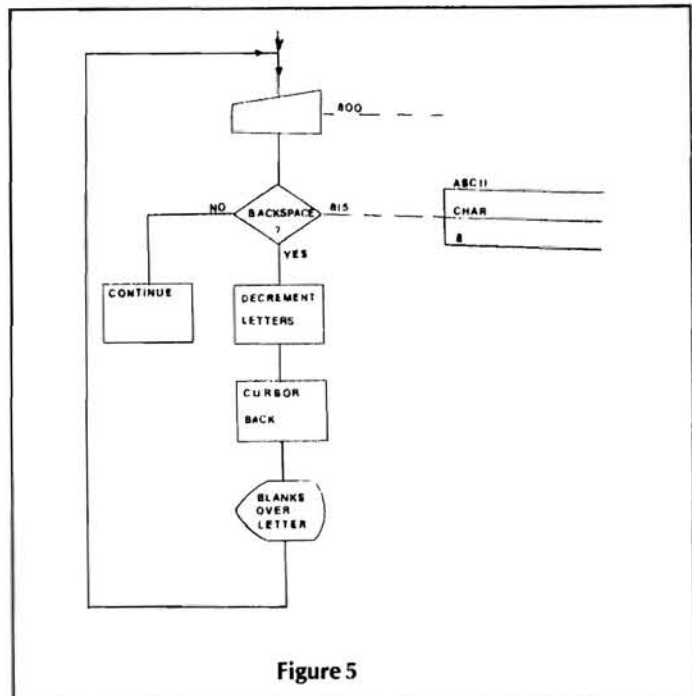 800
BACKSPACE
?
815
NO
YES
ASCII
CHAR
8
CONTINUE
DECREMENT
LETTERS
CURSOR
BACK
BLANKS
OVER
LETTER
Figure 5